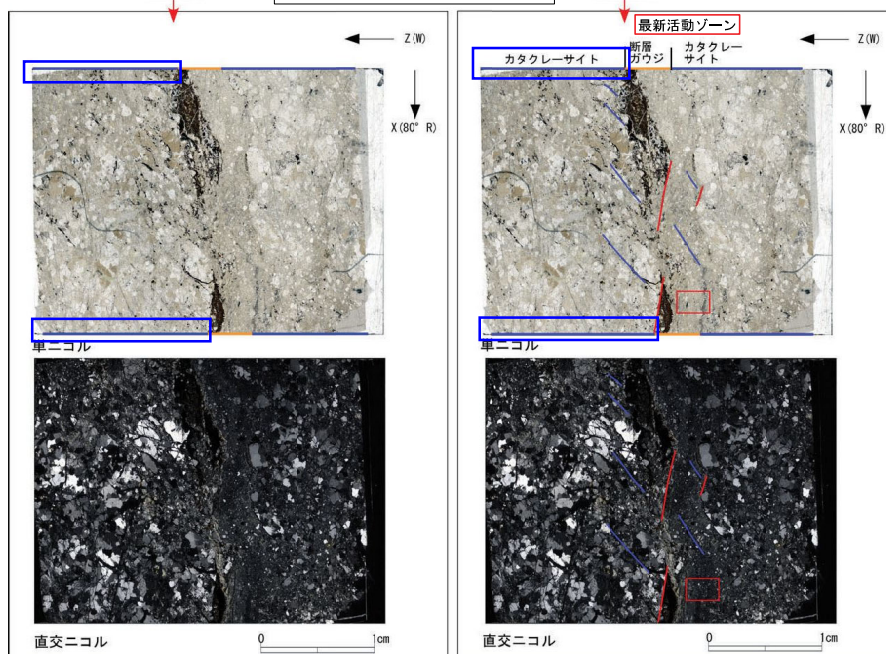 Z(W)
X(80° R)
単ニコル
直交ニコル
0 1cm
最新活動ゾーン
カタクレーサイト
断層
ガウジ
カタクレー
サイト
Z(W)
X(80° R)
単ニコル
直交ニコル
0 1cm